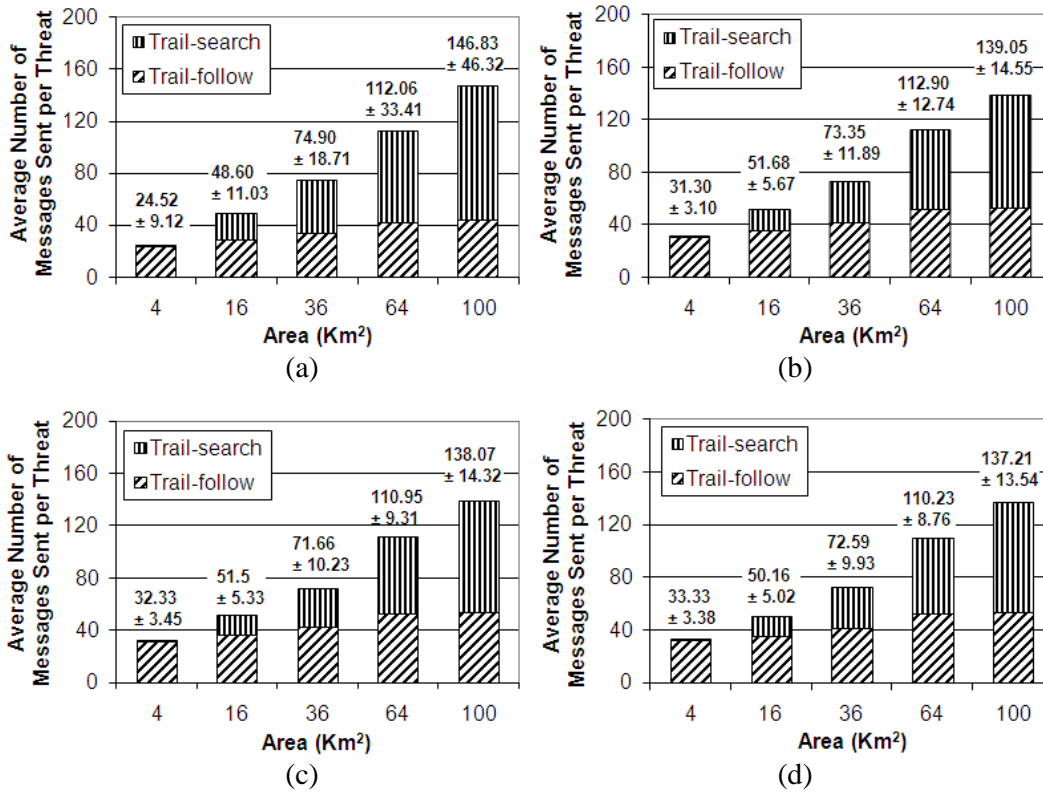 200
160
120
80
40
0
Average Number of
Messages Sent per Threat
Trail-search
Trail-follow
24.52
± 9.12
48.60
± 11.03
74.90
± 18.71
112.06
± 33.41
146.83
± 46.32
4 16 36 64 100
Area (Km²)
(a)
200
160
120
80
40
0
Average Number of
Messages Sent per Threat
Trail-search
Trail-follow
31.30
± 3.10
51.68
± 5.67
73.35
± 11.89
112.90
± 12.74
139.05
± 14.55
4 16 36 64 100
Area (Km²)
(b)
200
160
120
80
40
0
Average Number of
Messages Sent per Threat
Trail-search
Trail-follow
32.33
± 3.45
51.5
± 5.33
71.66
± 10.23
110.95
± 9.31
138.07
± 14.32
4 16 36 64 100
Area (Km²)
(c)
200
160
120
80
40
0
Average Number of
Messages Sent per Threat
Trail-search
Trail-follow
33.33
± 3.38
50.16
± 5.02
72.59
± 9.93
110.23
± 8.76
137.21
± 13.54
4 16 36 64 100
Area (Km²)
(d)